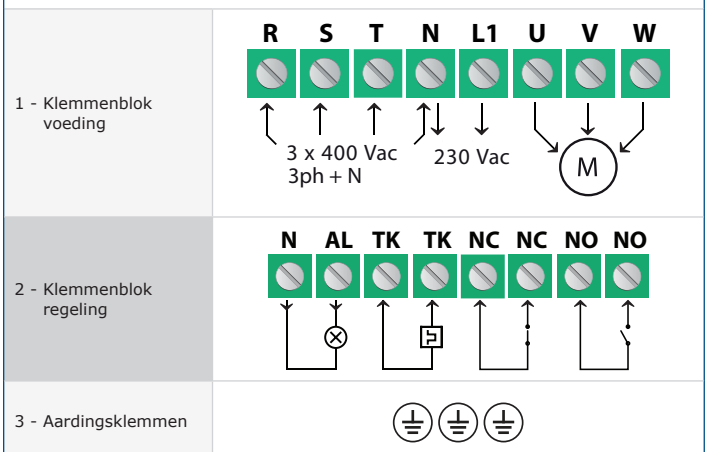 R S T N L1 U V W
1 - Klemmenblok
voeding
3 x 400 Vac
3ph + N
230 Vac
M
N AL TK TK NC NC NO NO
2 - Klemmenblok
regeling
3 - Aardingsklemmen